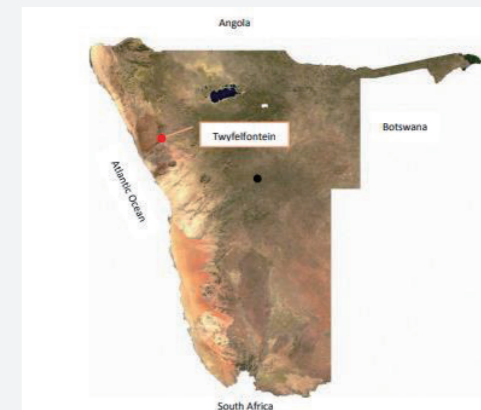 Angola
Twyfelfontein
Botswana
Atlantic Ocean
South Africa